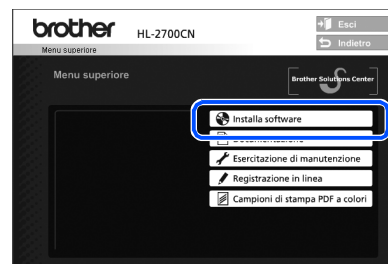 brother
HL-2700CN
Esci
Indietro
Menu superiore
Menu superiore
Brother Solutions Center
Installa software
Documentazione
Esercitazione di manutenzione
Registrazione in linea
Campioni di stampa PDF a colori